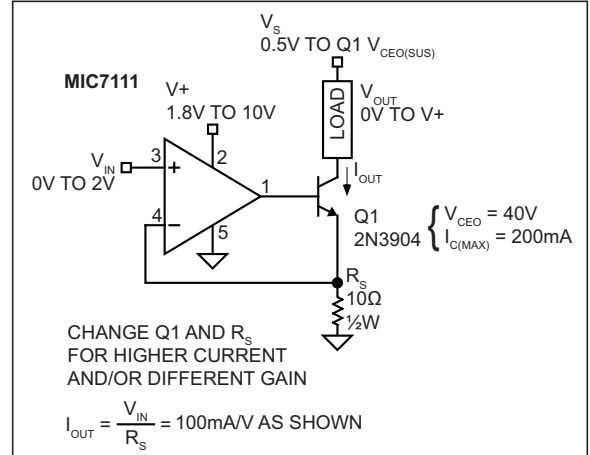 V_S
0.5V TO Q1 V_CEO(SUS)
MIC7111
V+
1.8V TO 10V
LOAD
V_OUT
0V TO V+
V_IN
0V TO 2V
3
+
2
1
4
−
5
I_OUT
Q1
2N3904
{ V_CEO = 40V
I_C(MAX) = 200mA
R_S
10Ω
½W
CHANGE Q1 AND R_S
FOR HIGHER CURRENT
AND/OR DIFFERENT GAIN
I_OUT = V_IN / R_S = 100mA/V AS SHOWN